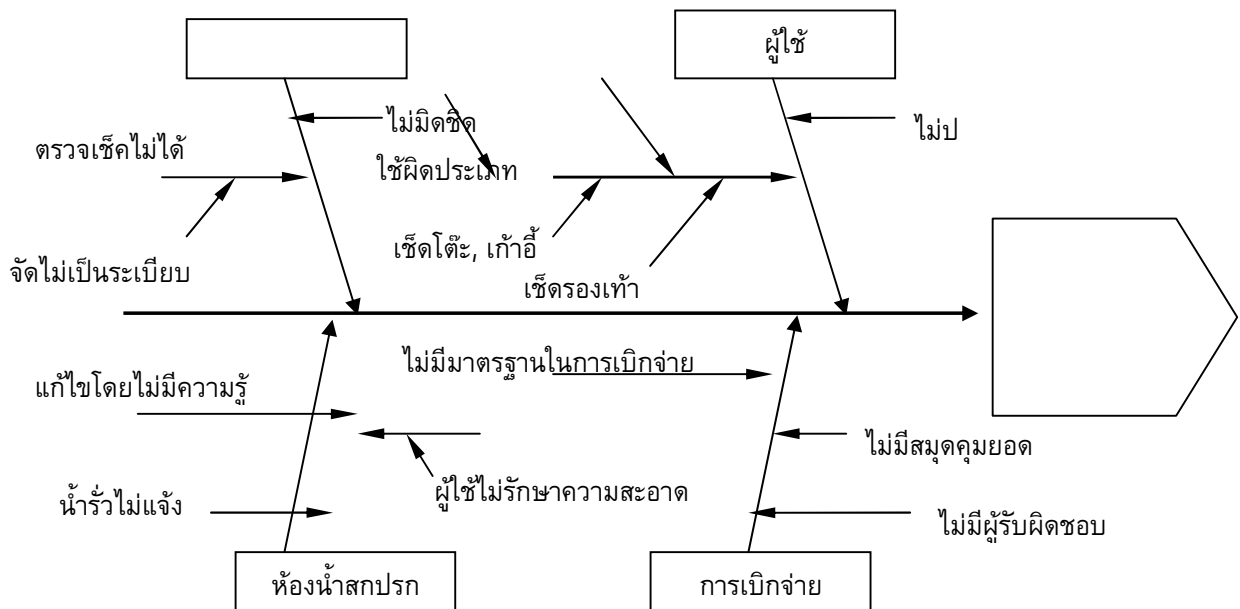 ผู้ใช้
ไม่มิดชิด
ไม่ป
ตรวจเช็คไม่ได้
ใช้ผิดประเภท
เช็ดโต๊ะ, เก้าอี้
จัดไม่เป็นระเบียบ
เช็ดรองเท้า
ไม่มีมาตรฐานในการเบิกจ่าย
แก้ไขโดยไม่มีความรู้
ไม่มีสมุดคุมยอด
ผู้ใช้ไม่รักษาความสะอาด
น้ำรั่วไม่แจ้ง
ไม่มีผู้รับผิดชอบ
ห้องน้ำสกปรก
การเบิกจ่าย